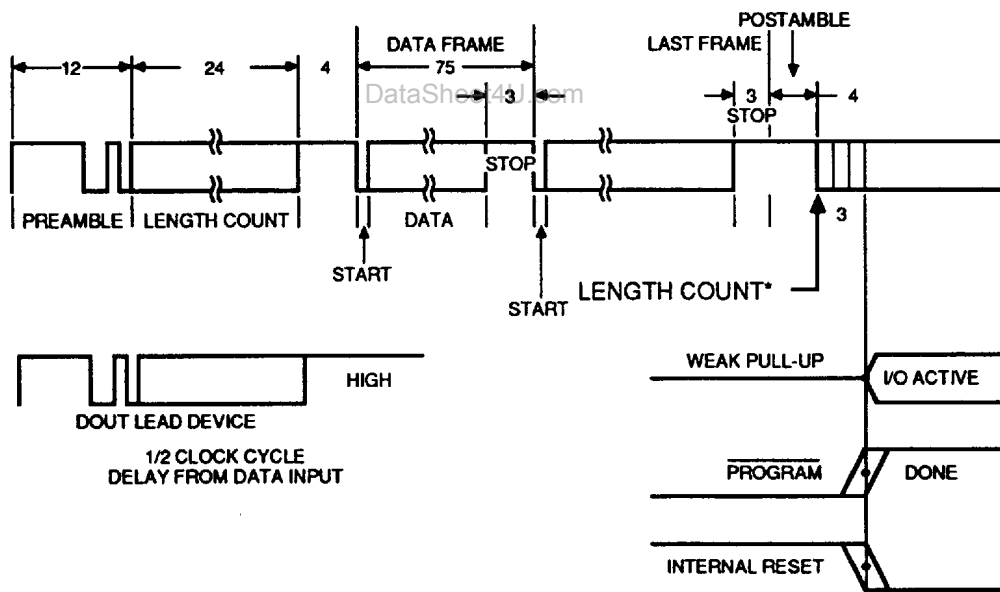 POSTAMBLE
DATA FRAME
LAST FRAME
12
24
4
75
DataSheet4U.com
3
3
4
STOP
STOP
PREAMBLE
LENGTH COUNT
DATA
3
START
START
LENGTH COUNT*
WEAK PULL-UP
I/O ACTIVE
HIGH
DOUT LEAD DEVICE
1/2 CLOCK CYCLE
DELAY FROM DATA INPUT
PROGRAM
DONE
INTERNAL RESET